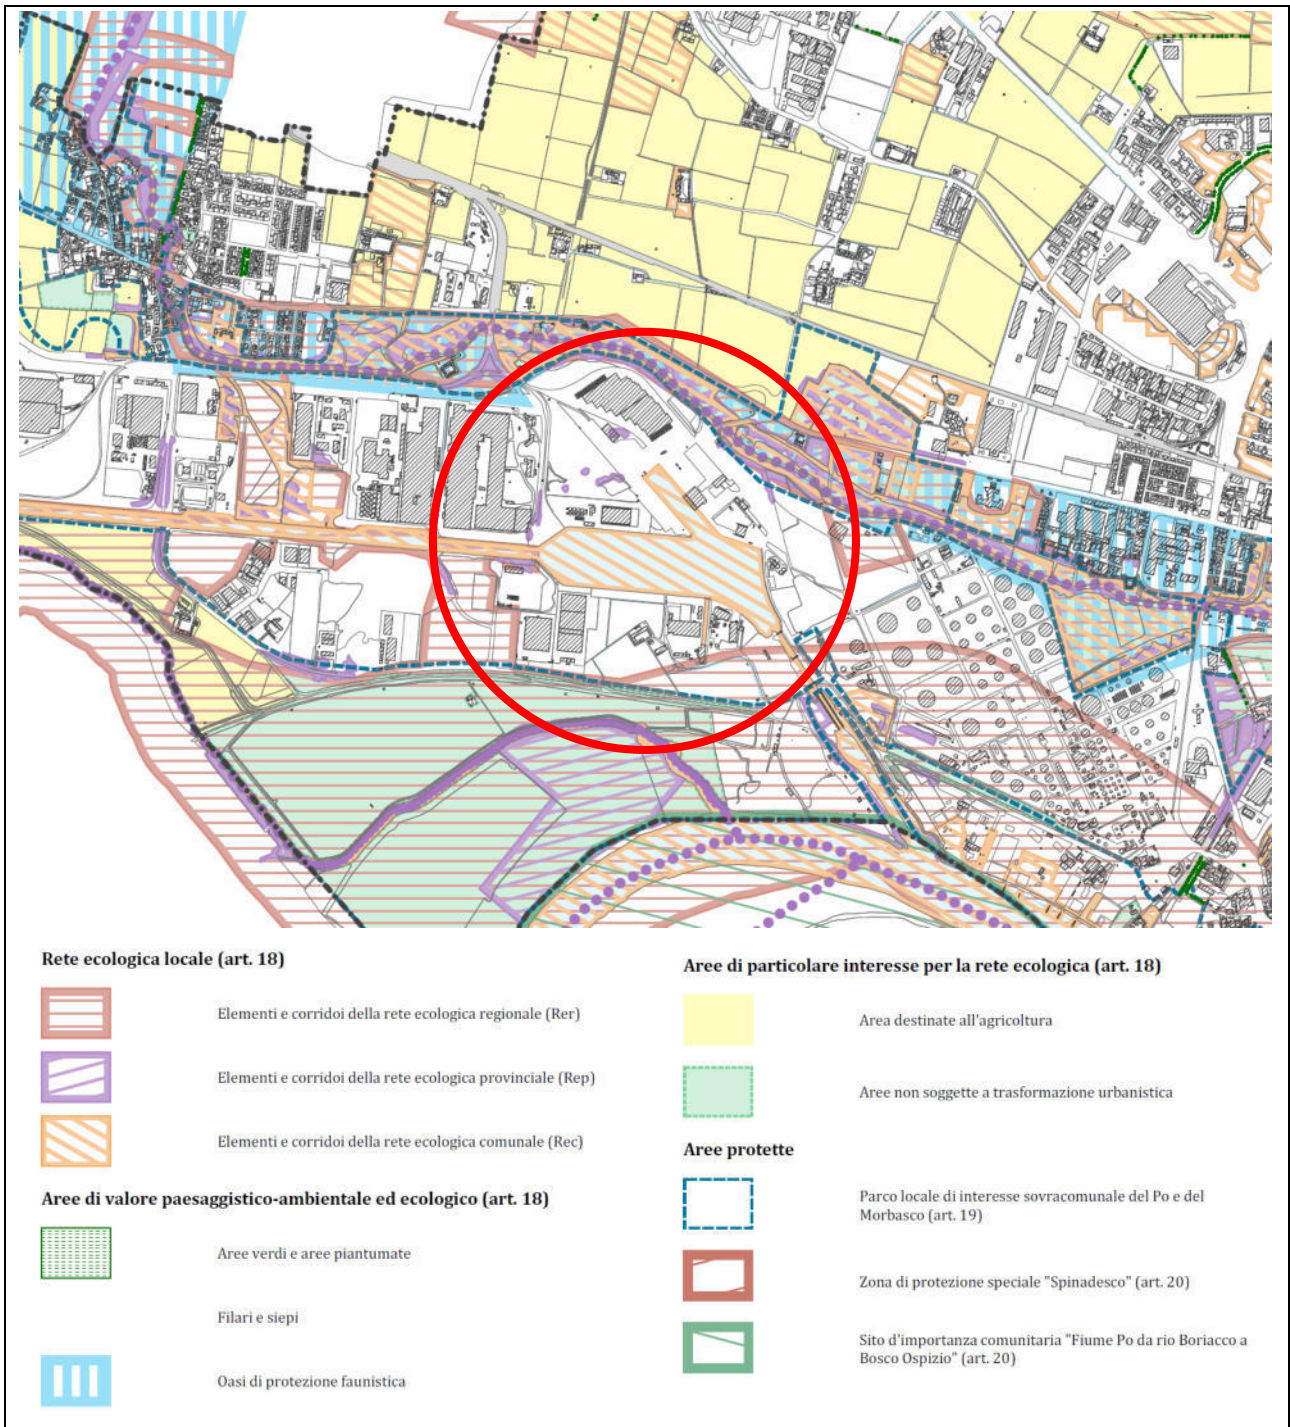 Rete ecologica locale (art. 18)
Elementi e corridoi della rete ecologica regionale (Rer)
Elementi e corridoi della rete ecologica provinciale (Rep)
Elementi e corridoi della rete ecologica comunale (Rec)
Aree di valore paesaggistico-ambientale ed ecologico (art. 18)
Aree verdi e aree piantumate
Filari e siepi
Oasi di protezione faunistica
Aree di particolare interesse per la rete ecologica (art. 18)
Area destinate all'agricoltura
Aree non soggette a trasformazione urbanistica
Aree protette
Parco locale di interesse sovracomunale del Po e del
Morbasco (art. 19)
Zona di protezione speciale "Spinadesco" (art. 20)
Sito d'importanza comunitaria "Fiume Po da rio Boriacco a
Bosco Ospizio" (art. 20)